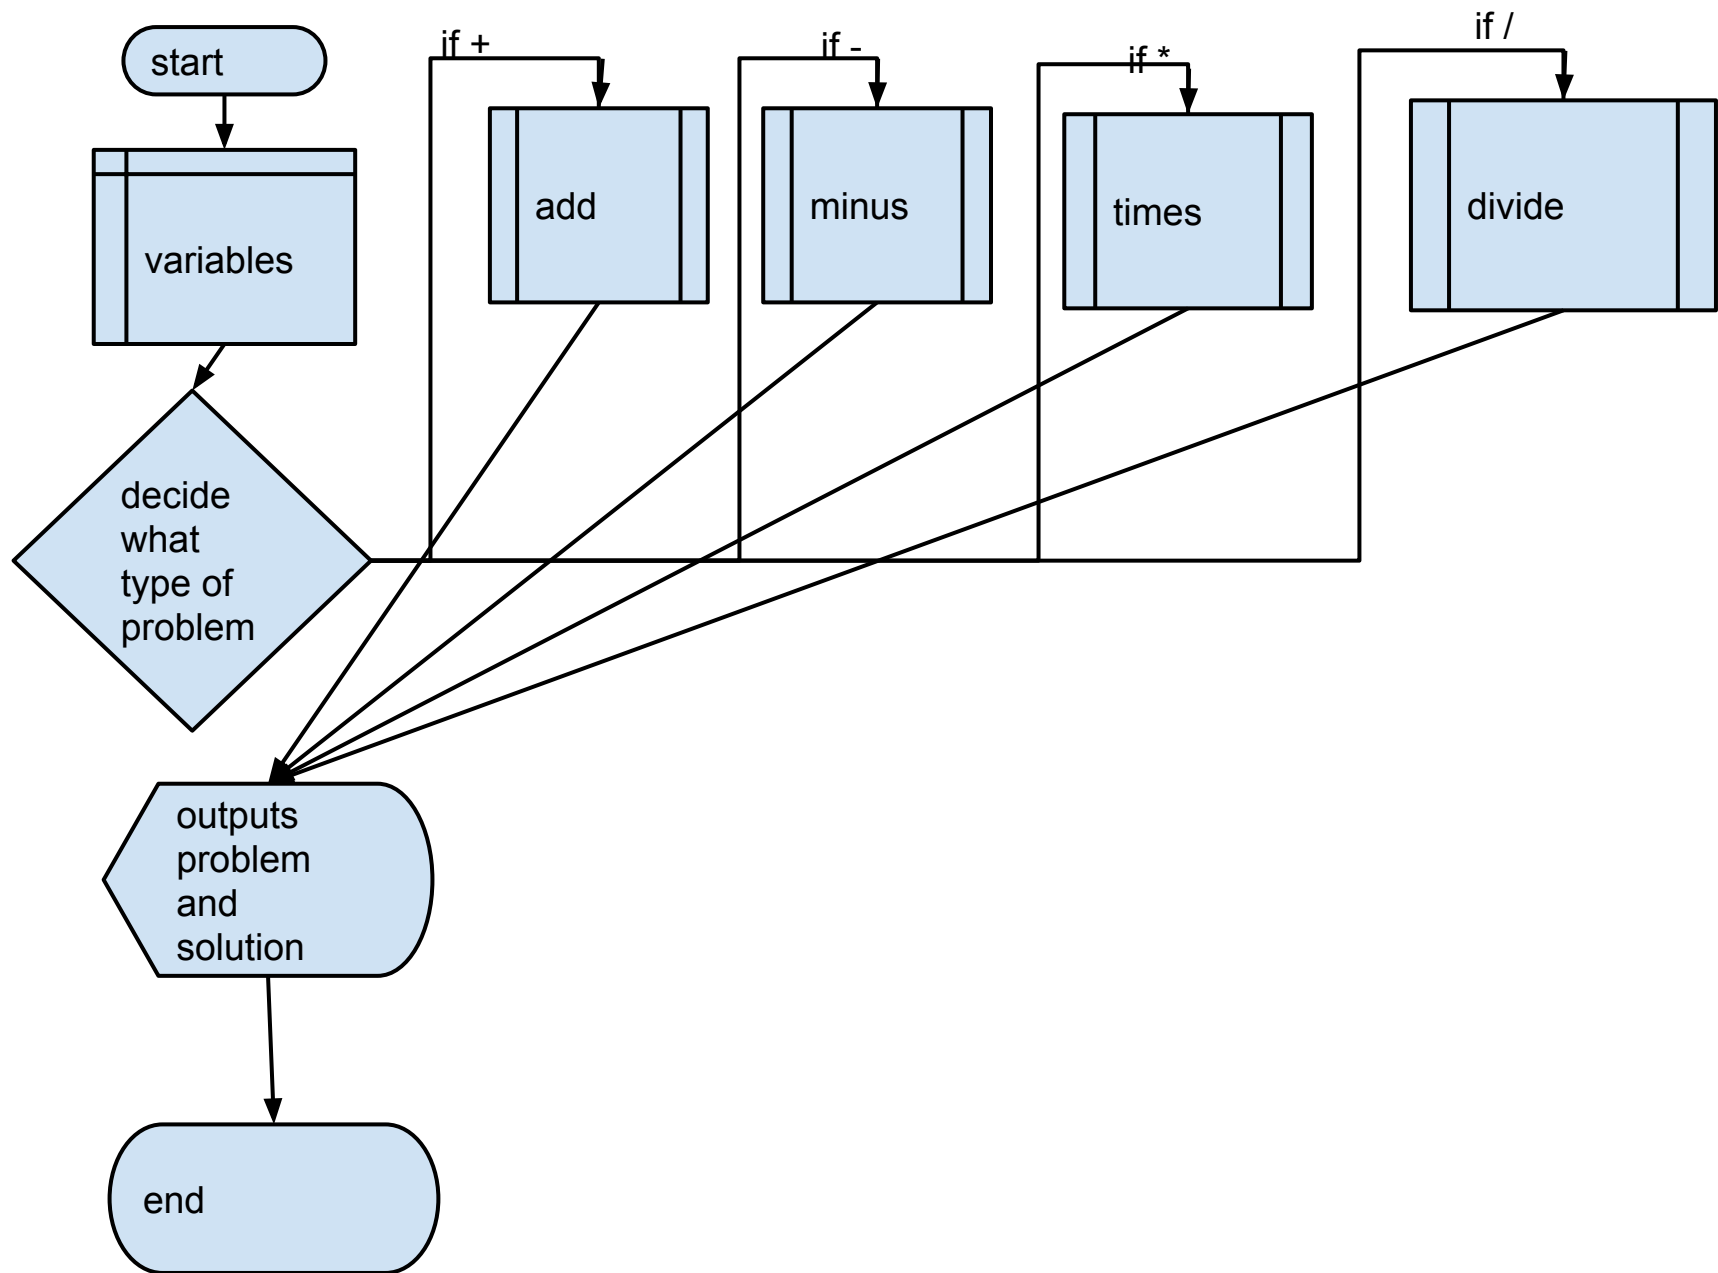 start
if +
if -
if *
if /
variables
add
minus
times
divide
decide
what
type of
problem
outputs
problem
and
solution
end